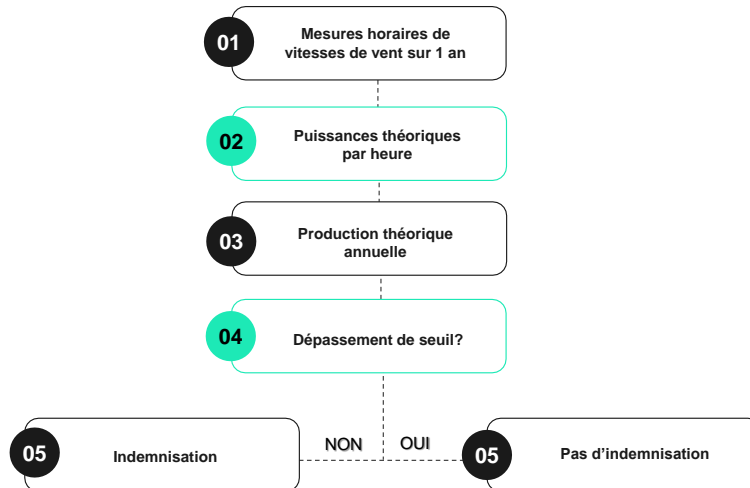 01
Mesures horaires de
vitesses de vent sur 1 an
02
Puissances théoriques
par heure
03
Production théorique
annuelle
04
Dépassement de seuil?
05
Indemnisation
NON
OUI
05
Pas d’indemnisation